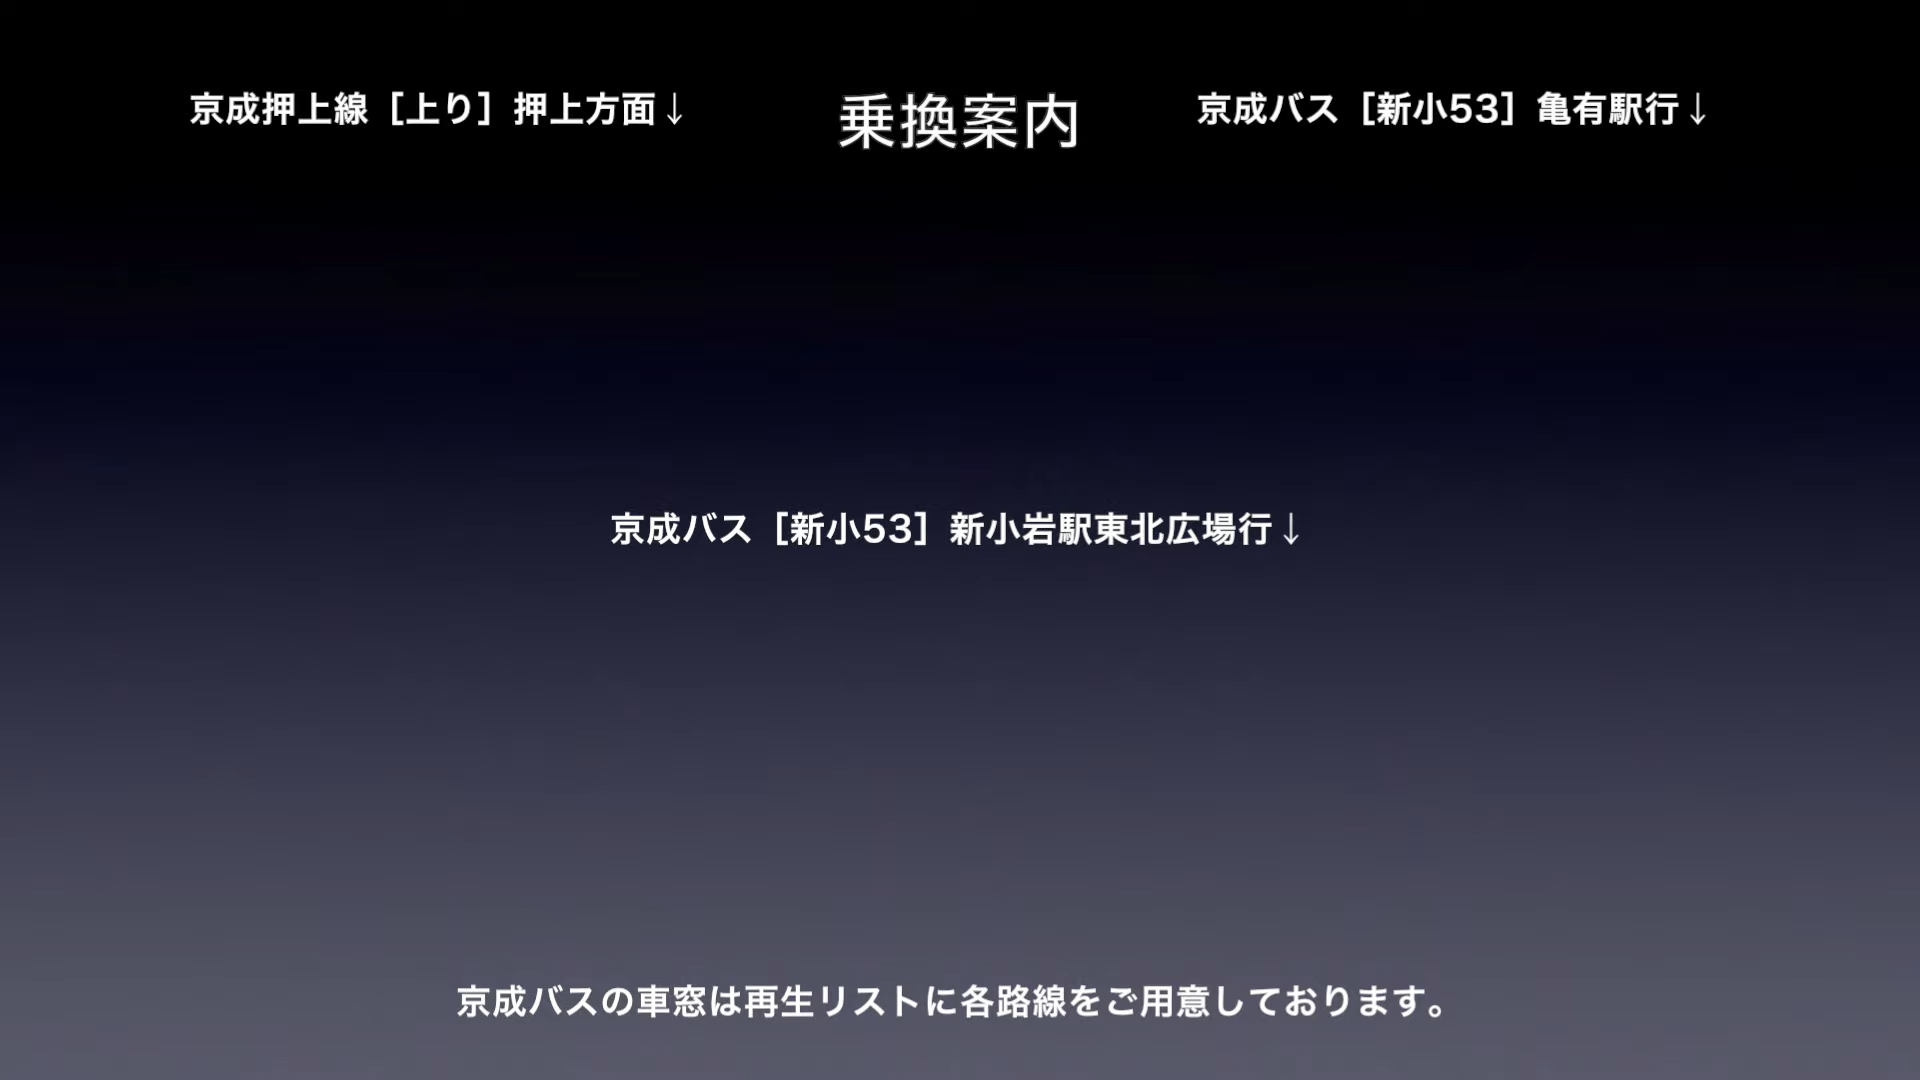 京成押上線［上り］押上方面↓
乗換案内
京成バス［新小53］亀有駅行↓
京成バス［新小53］新小岩駅東北広場行↓
京成バスの車窓は再生リストに各路線をご用意しております。